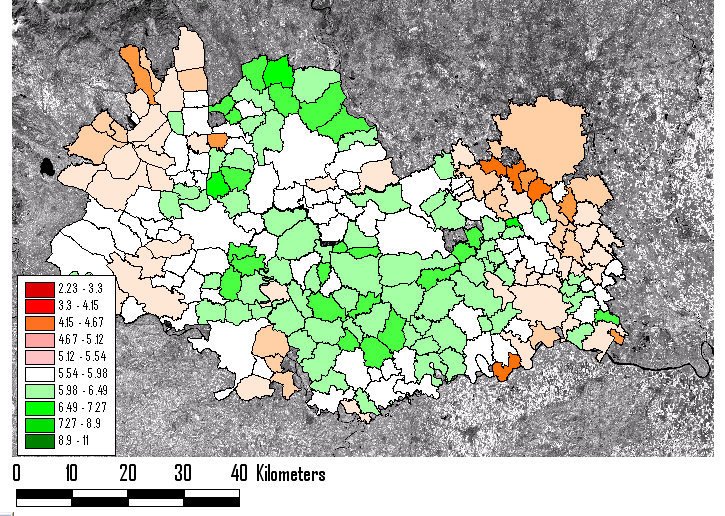 2.23 - 3.3
3.3 - 4.15
4.15 - 4.67
4.67 - 5.12
5.12 - 5.54
5.54 - 5.98
5.98 - 6.49
6.49 - 7.27
7.27 - 8.9
8.9 - 11
0 10 20 30 40 Kilometers